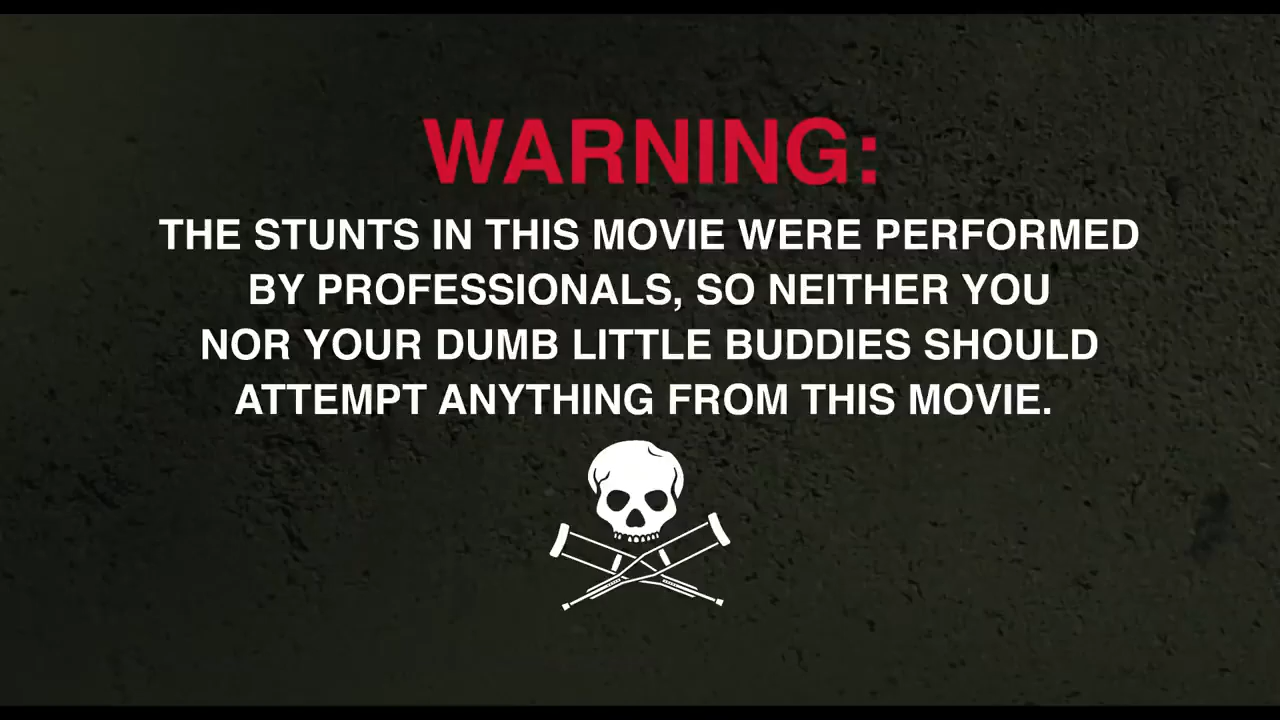 WARNING:
THE STUNTS IN THIS MOVIE WERE PERFORMED
BY PROFESSIONALS, SO NEITHER YOU
NOR YOUR DUMB LITTLE BUDDIES SHOULD
ATTEMPT ANYTHING FROM THIS MOVIE.